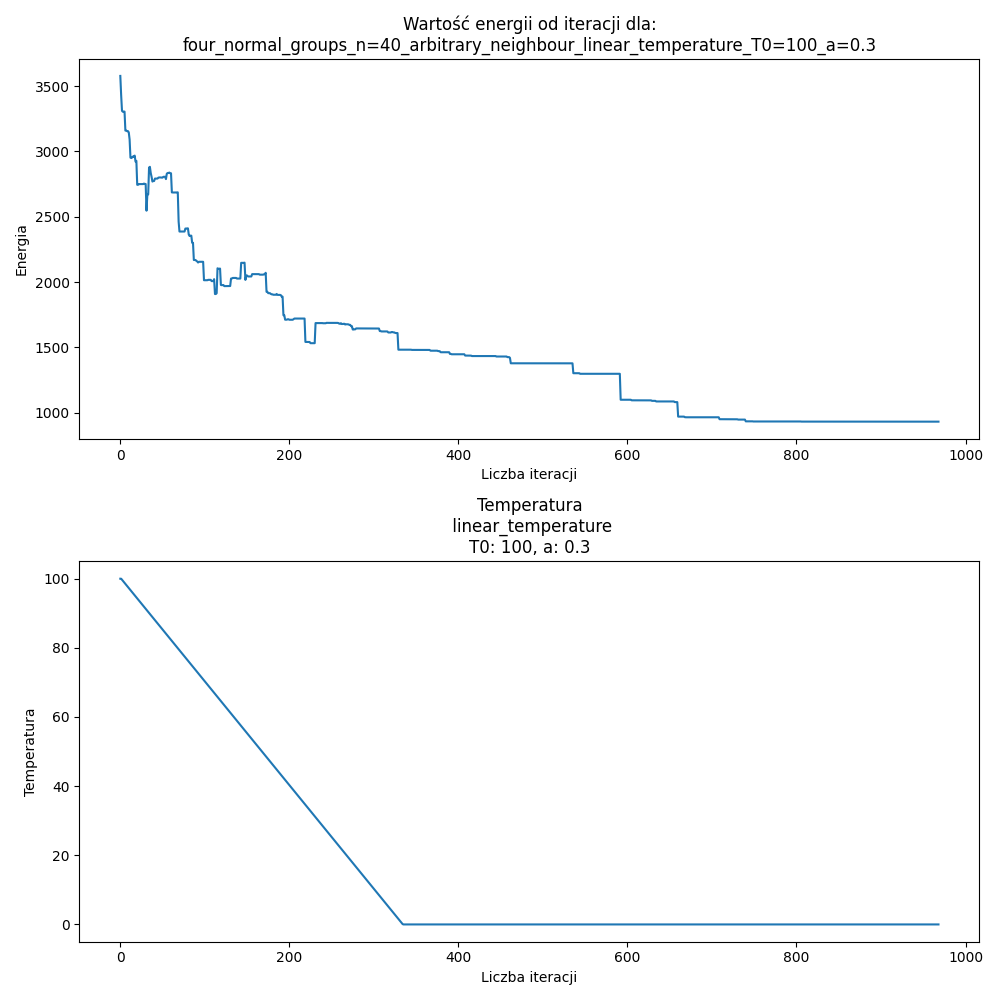 Wartość energii od iteracji dla:
four_normal_groups_n=40_arbitrary_neighbour_linear_temperature_T0=100_a=0.3
3500
3000
2500
2000
1500
1000
Energia
0 200 400 600 800 1000
Liczba iteracji
Temperatura
linear_temperature
T0: 100, a: 0.3
100
80
60
40
20
0
Temperatura
0 200 400 600 800 1000
Liczba iteracji